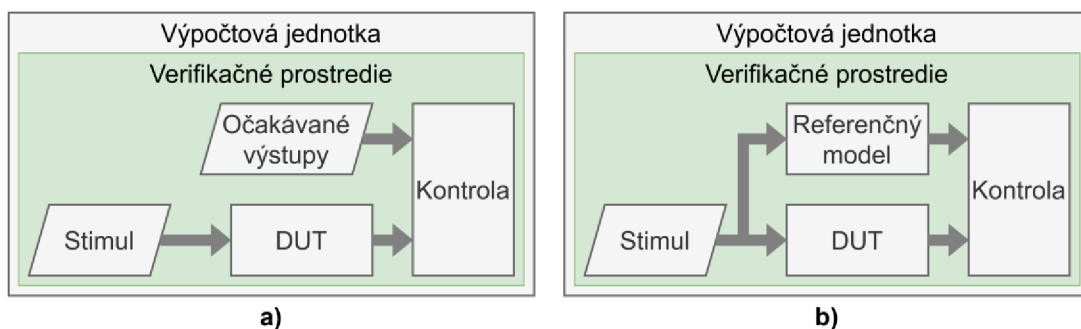 Výpočtová jednotka
Verifikačné prostredie
Očakávané
výstupy
Kontrola
Stimul
DUT
a)
Výpočtová jednotka
Verifikačné prostredie
Referenčný
model
Kontrola
Stimul
DUT
b)